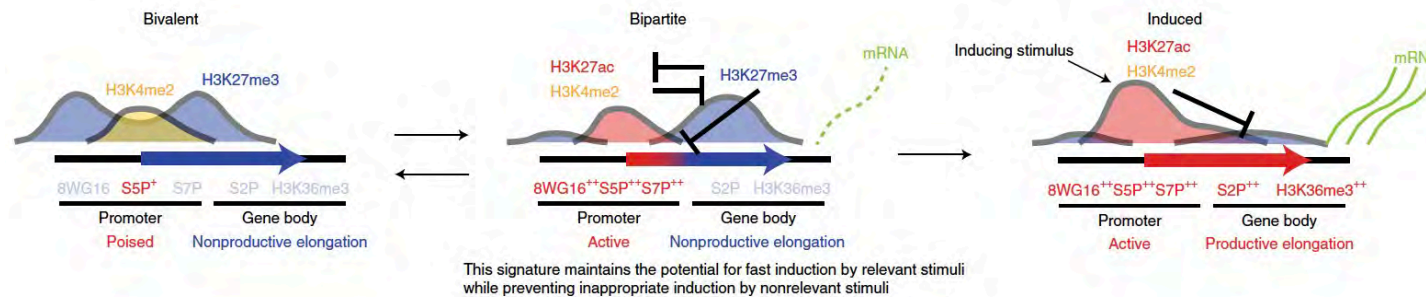 Bivalent
H3K4me2
H3K27me3
8WG16 S5P+ S7P S2P H3K36me3
Promoter Gene body
Poised Nonproductive elongation
Bipartite
H3K27ac
H3K4me2
H3K27me3
mRNA
8WG16++S5P++S7P++ S2P H3K36me3
Promoter Gene body
Active Nonproductive elongation
This signature maintains the potential for fast induction by relevant stimuli
while preventing inappropriate induction by nonrelevant stimuli
Induced
Inducing stimulus
H3K27ac
H3K4me2
mRN
8WG16++S5P++S7P++ S2P++ H3K36me3++
Promoter Gene body
Active Productive elongation